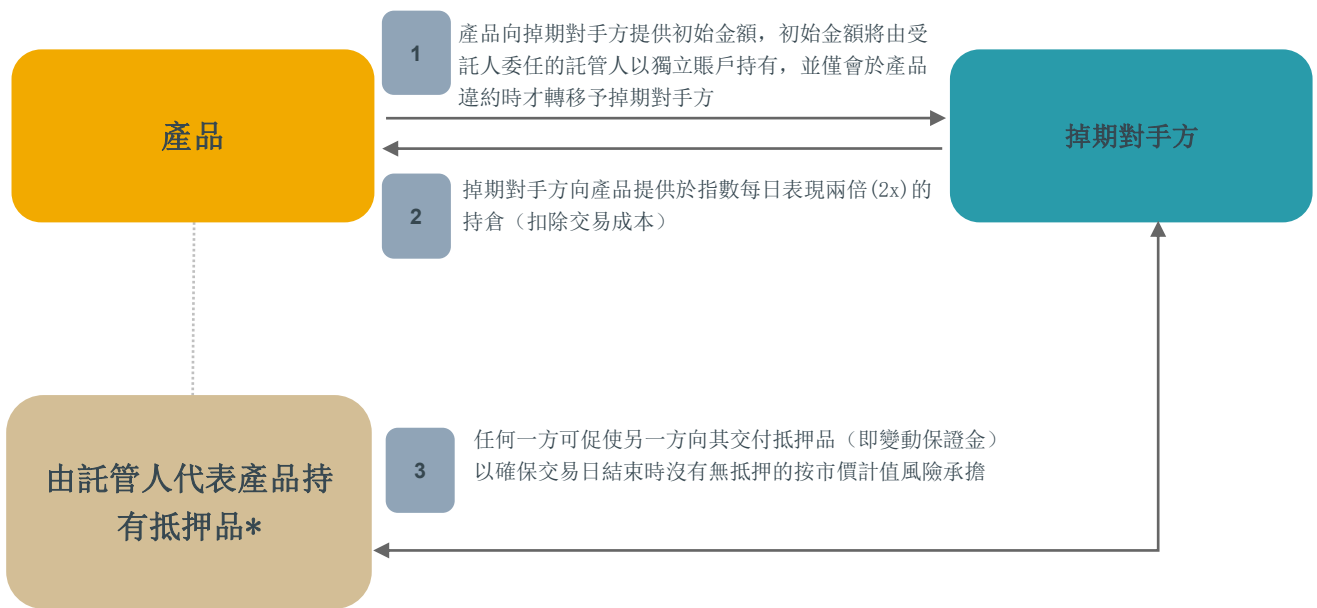 產品
1
產品向掉期對手方提供初始金額，初始金額將由受
託人委任的託管人以獨立賬戶持有，並僅會於產品
違約時才轉移予掉期對手方
掉期對手方
2
掉期對手方向產品提供於指數每日表現兩倍(2x)的
持倉（扣除交易成本）
由託管人代表產品持
有抵押品*
3
任何一方可促使另一方向其交付抵押品（即變動保證金）
以確保交易日結束時沒有無抵押的按市價計值風險承擔